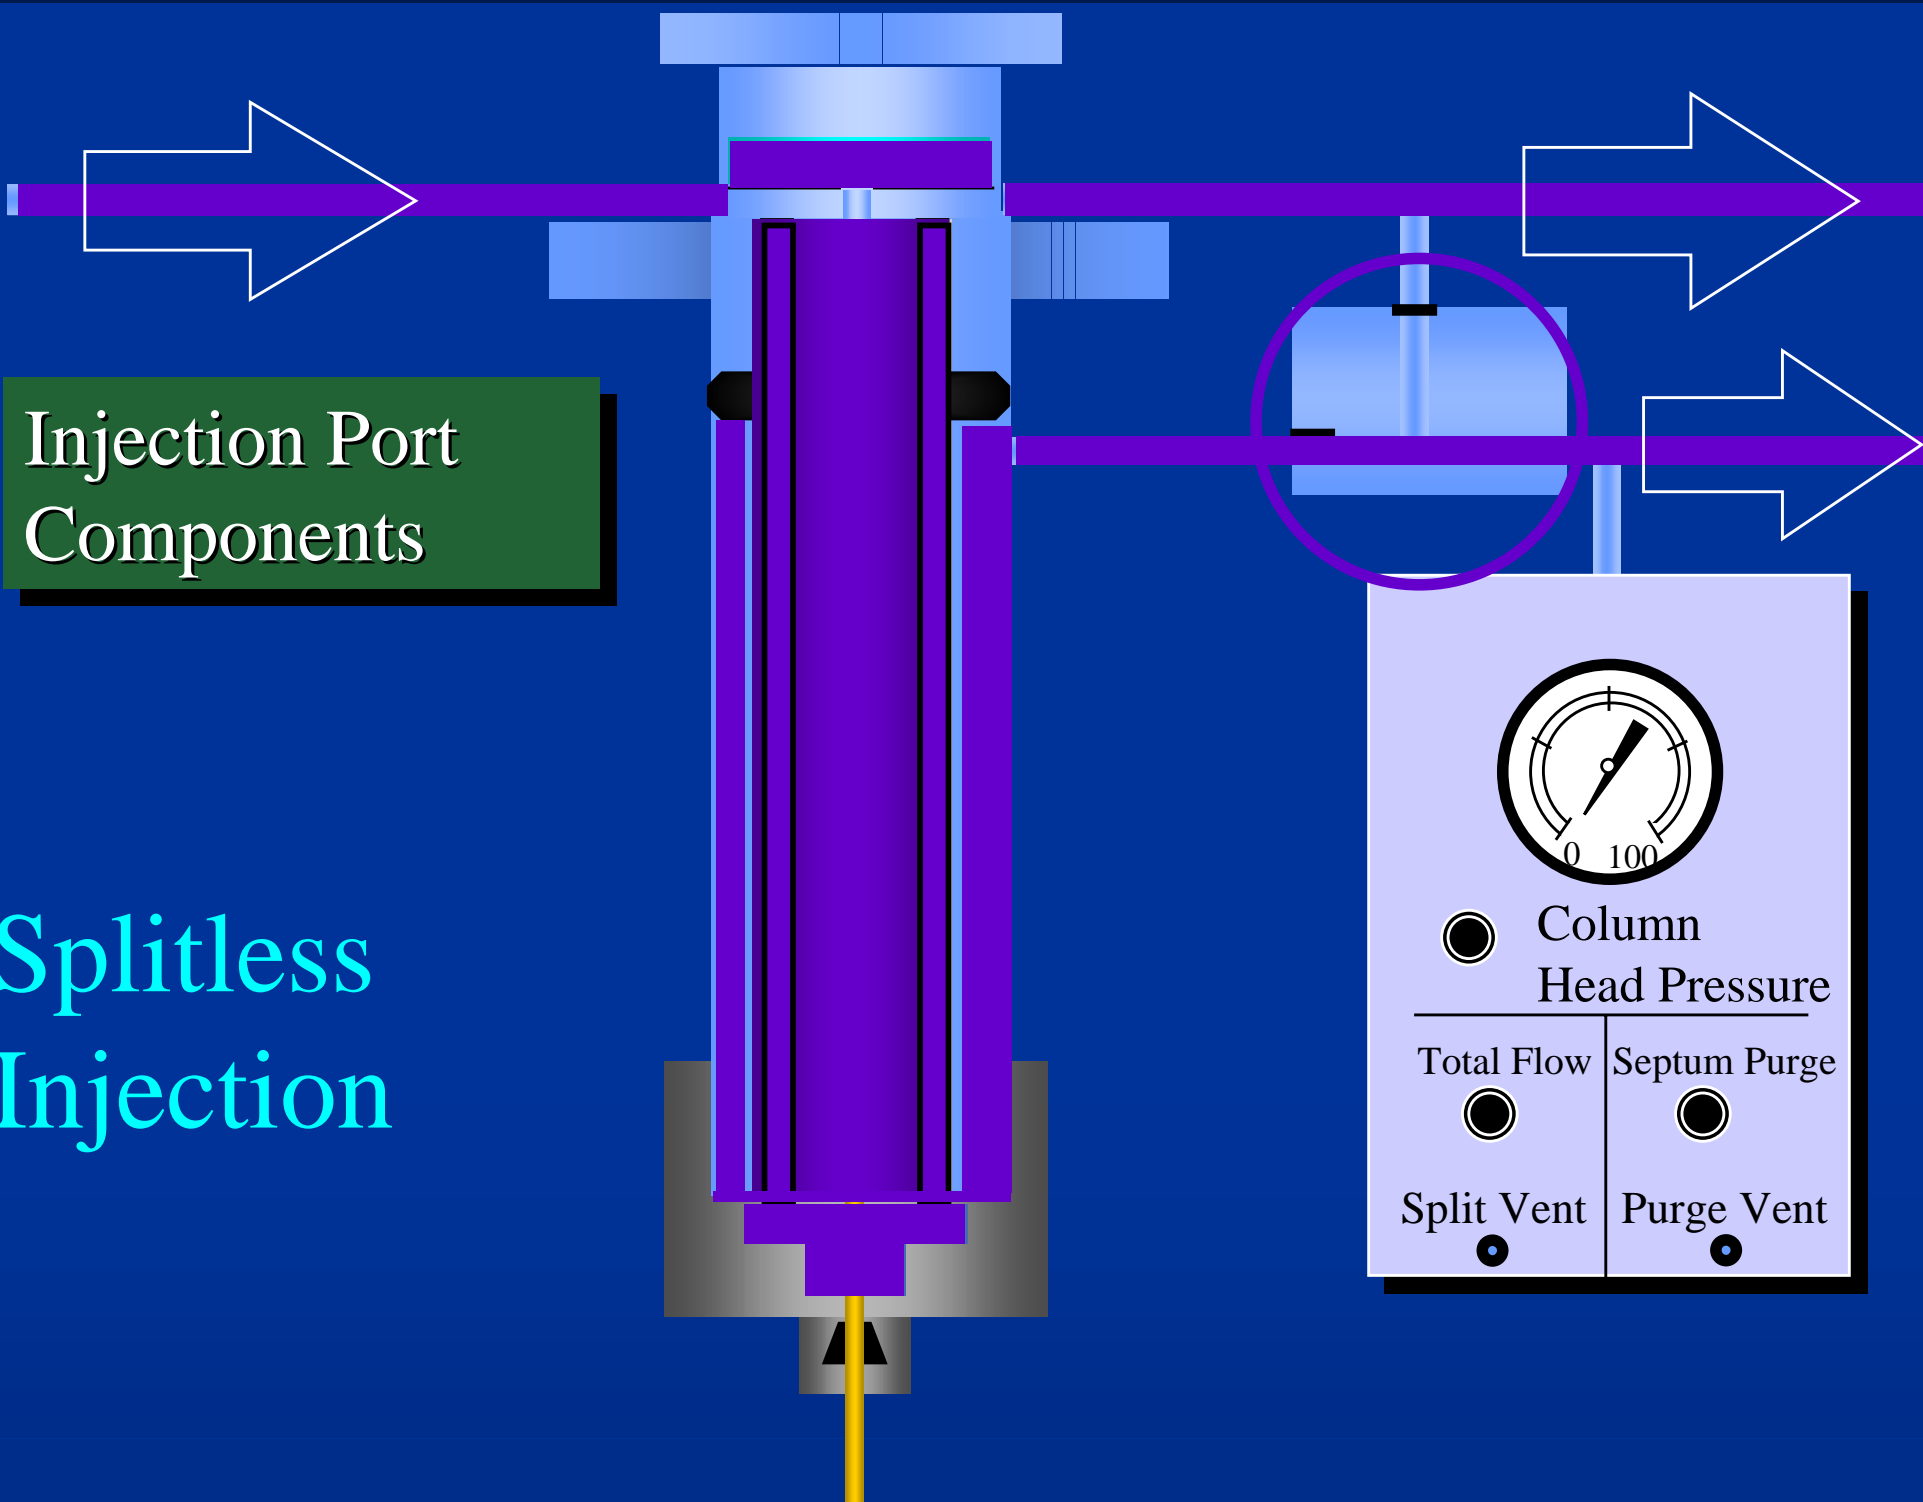 Injection Port
Components
Splitless
Injection
0 100
Column
Head Pressure
Total Flow Septum Purge
Split Vent Purge Vent